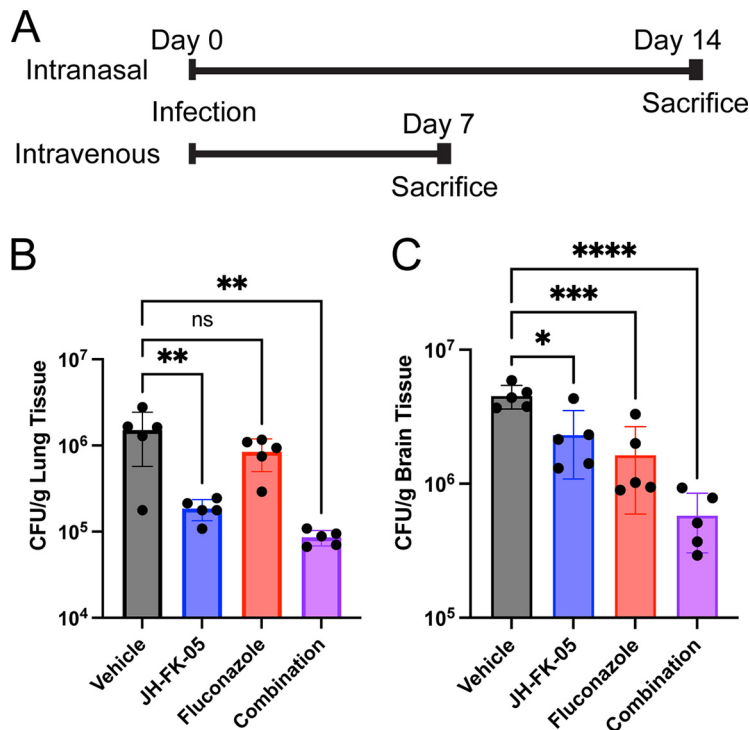 A
Day 0
Day 14
Intranasal
Infection
Sacrifice
Day 7
Intravenous
Sacrifice
B
**
ns
**
CFU/g Lung Tissue
10⁷
10⁶
10⁵
10⁴
Vehicle
JH-FK-05
Fluconazole
Combination
C
****
***
*
CFU/g Brain Tissue
10⁷
10⁶
10⁵
Vehicle
JH-FK-05
Fluconazole
Combination